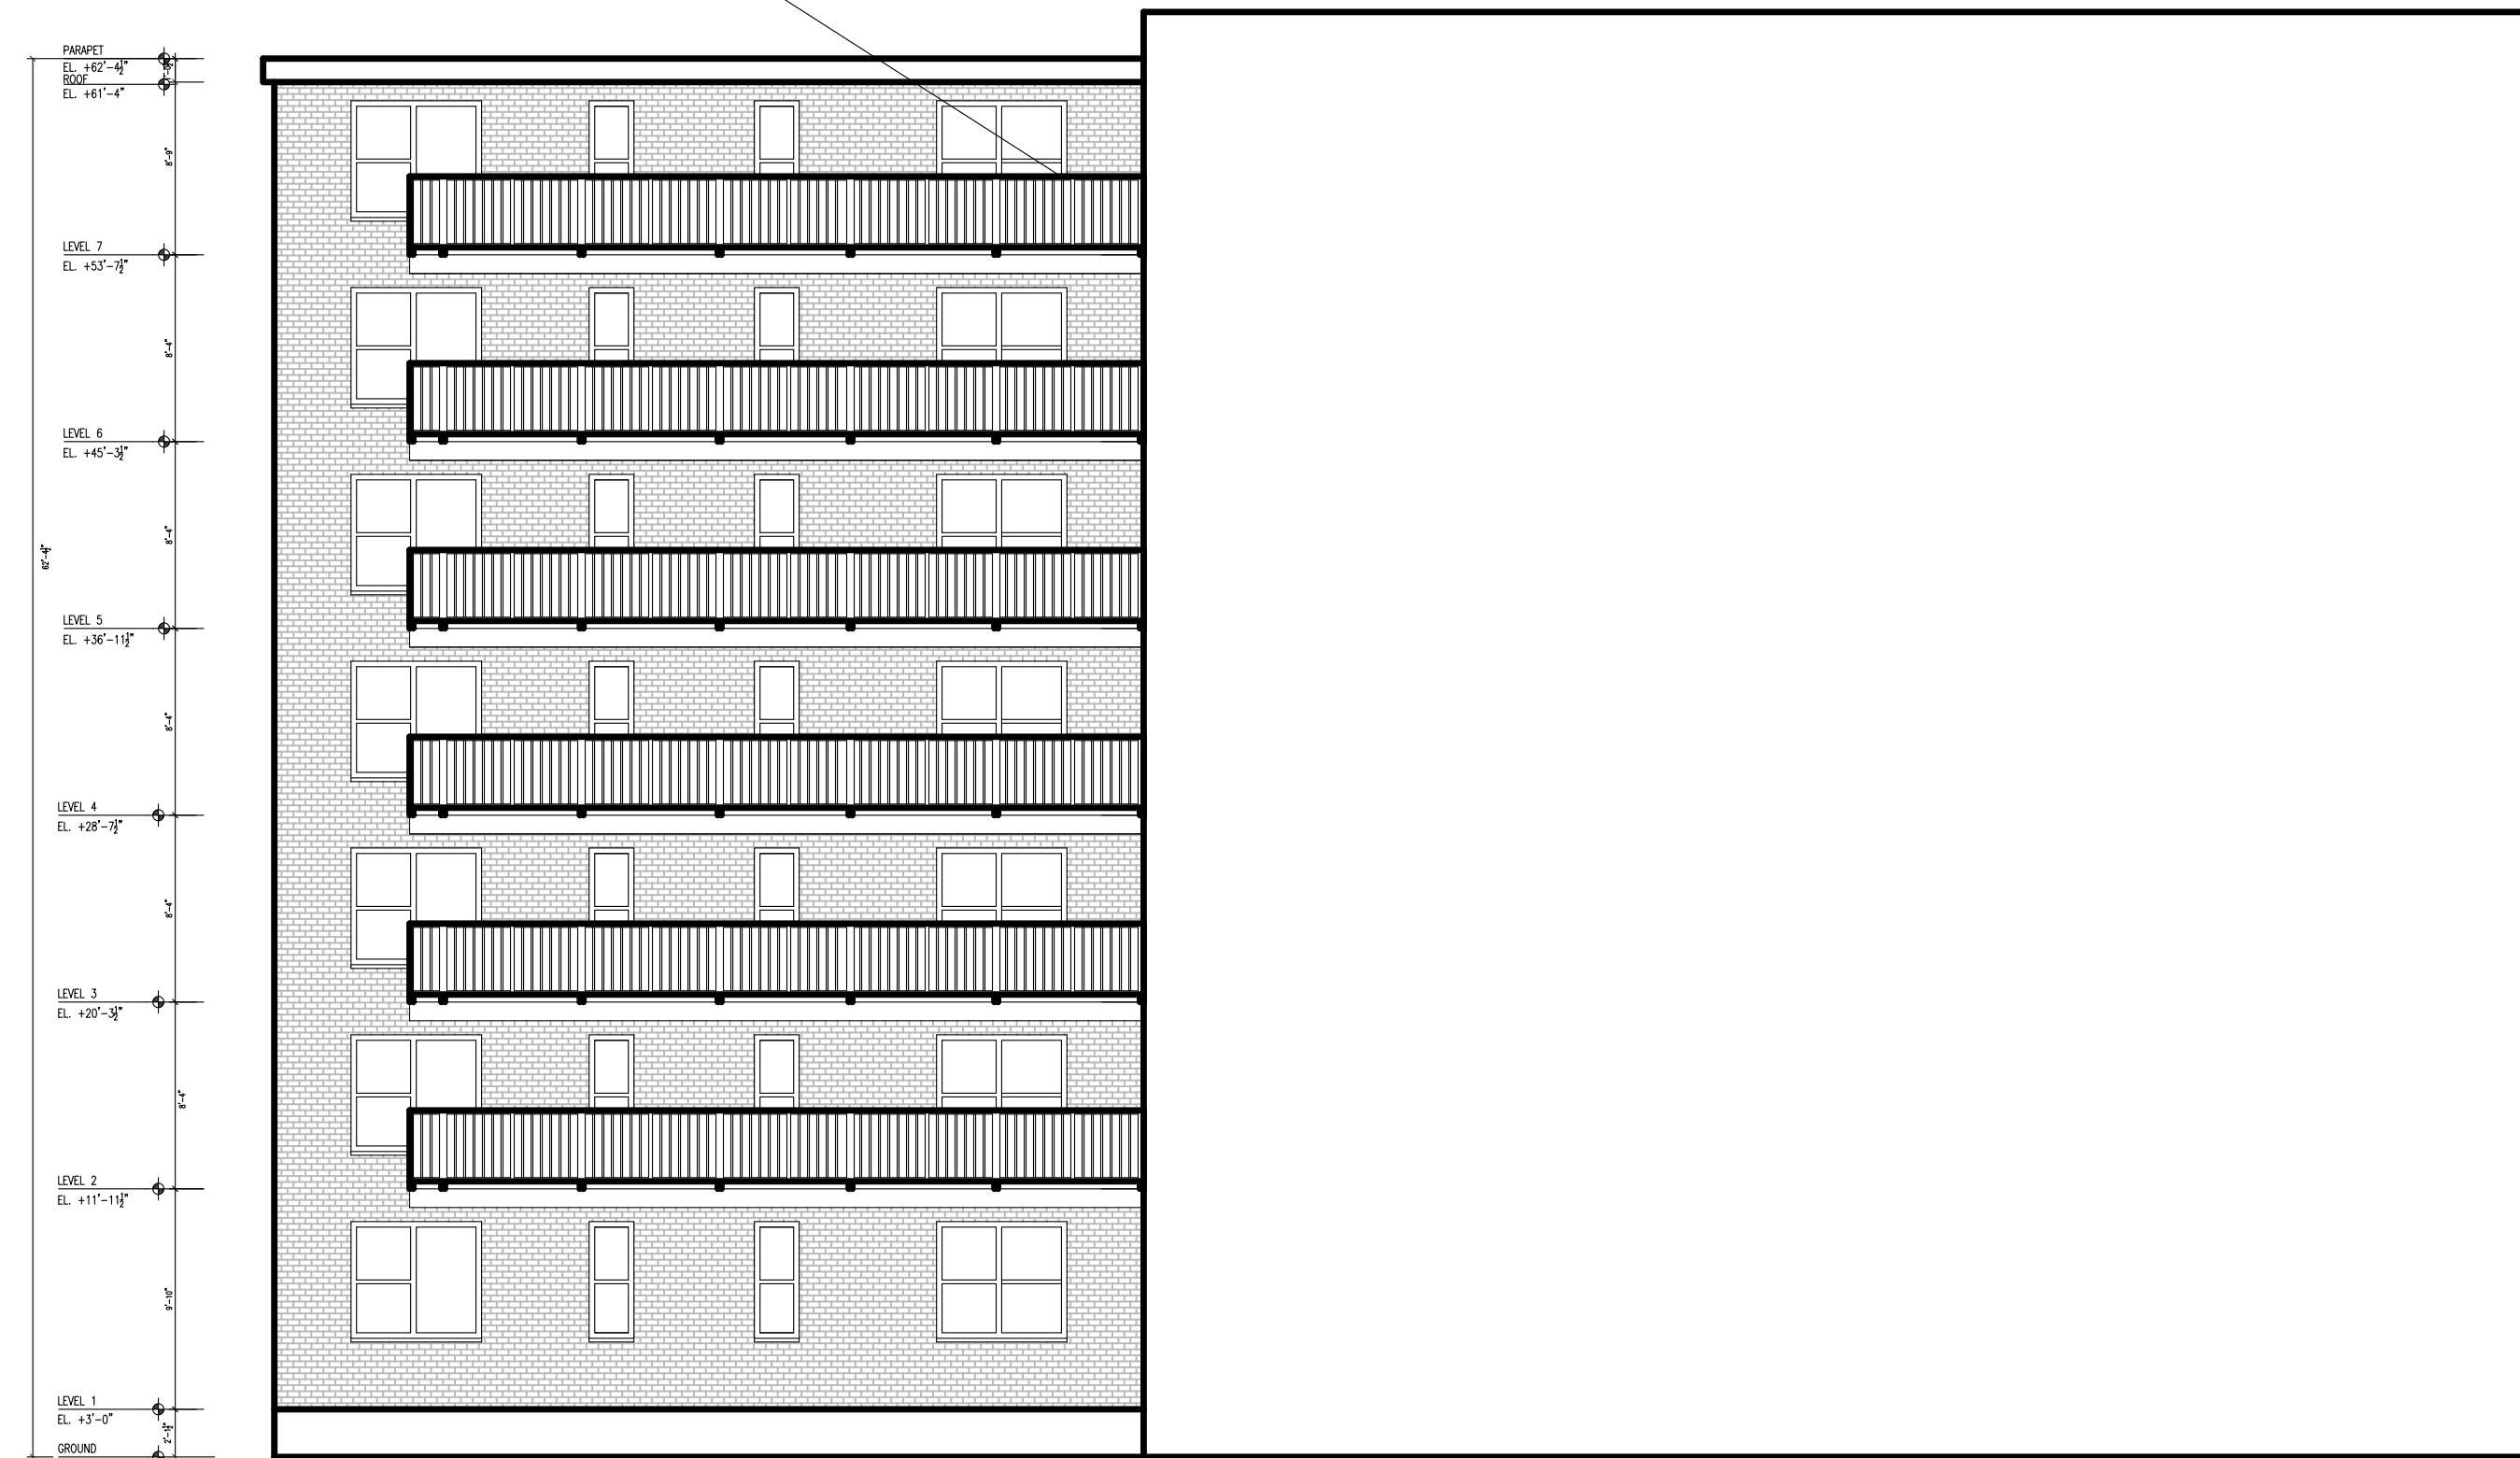 PARAPET
EL. +62'-4½"
ROOF
EL. +61'-4"
8'-9"
LEVEL 7
EL. +53'-7½"
8'-4"
LEVEL 6
EL. +45'-3½"
8'-4"
62'-4½"
LEVEL 5
EL. +36'-11½"
8'-4"
LEVEL 4
EL. +28'-7½"
8'-4"
LEVEL 3
EL. +20'-3½"
8'-4"
LEVEL 2
EL. +11'-11½"
9'-10"
LEVEL 1
EL. +3'-0"
2'-1½"
GROUND